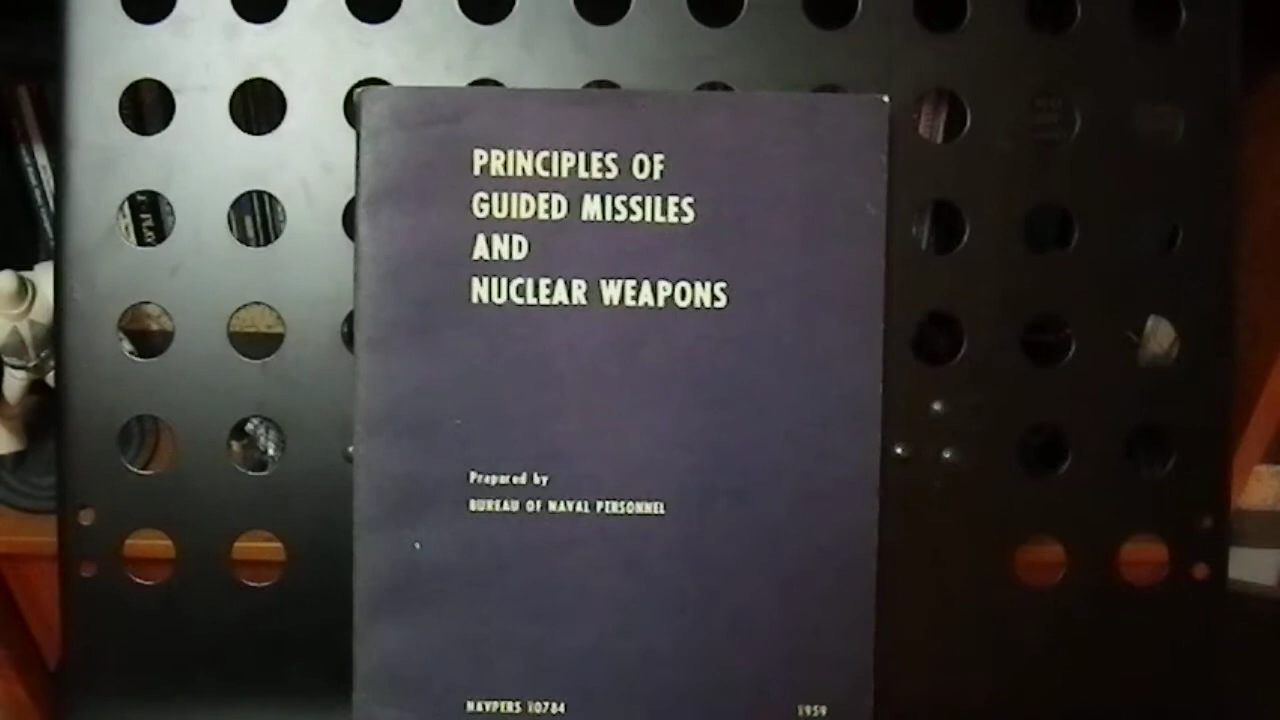 PRINCIPLES OF
GUIDED MISSILES
AND
NUCLEAR WEAPONS
Prepared by
BUREAU OF NAVAL PERSONNEL
NAVPERS 10784 1959